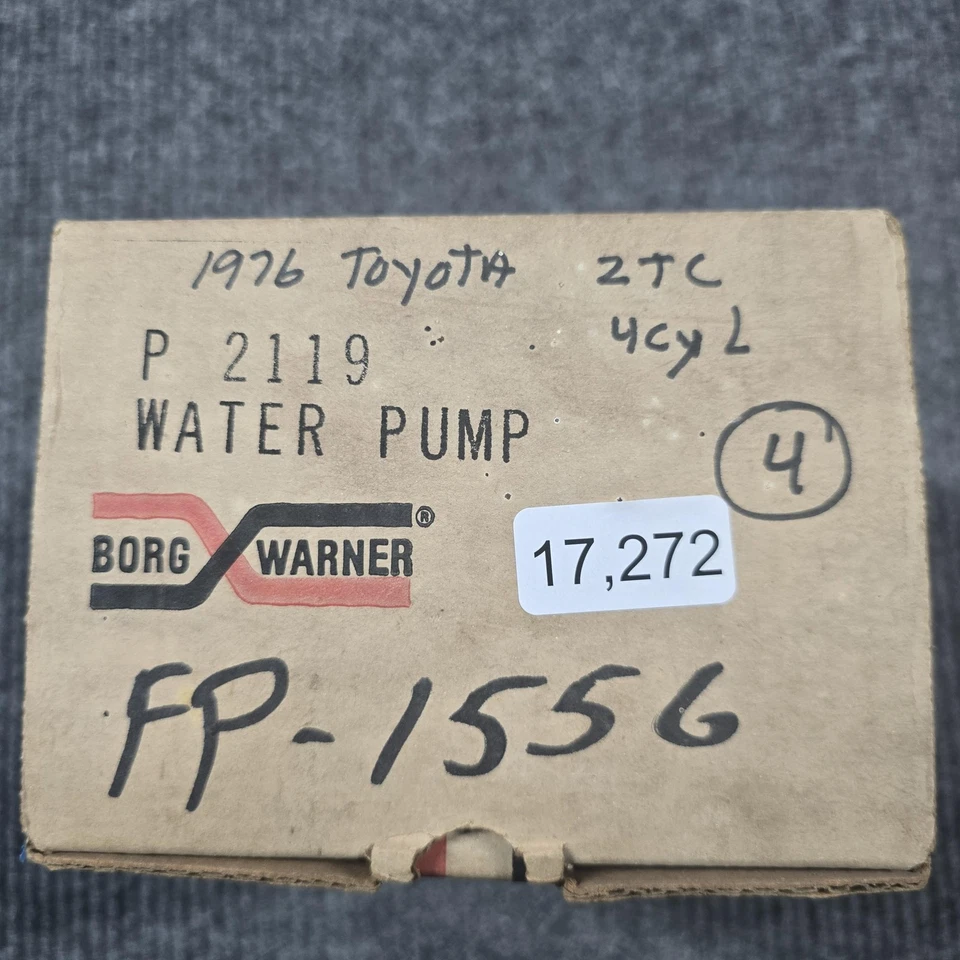 1976 Toyota 2TC
4cyl
P 2119
WATER PUMP
4
BORG WARNER®
17,272
FP-1556